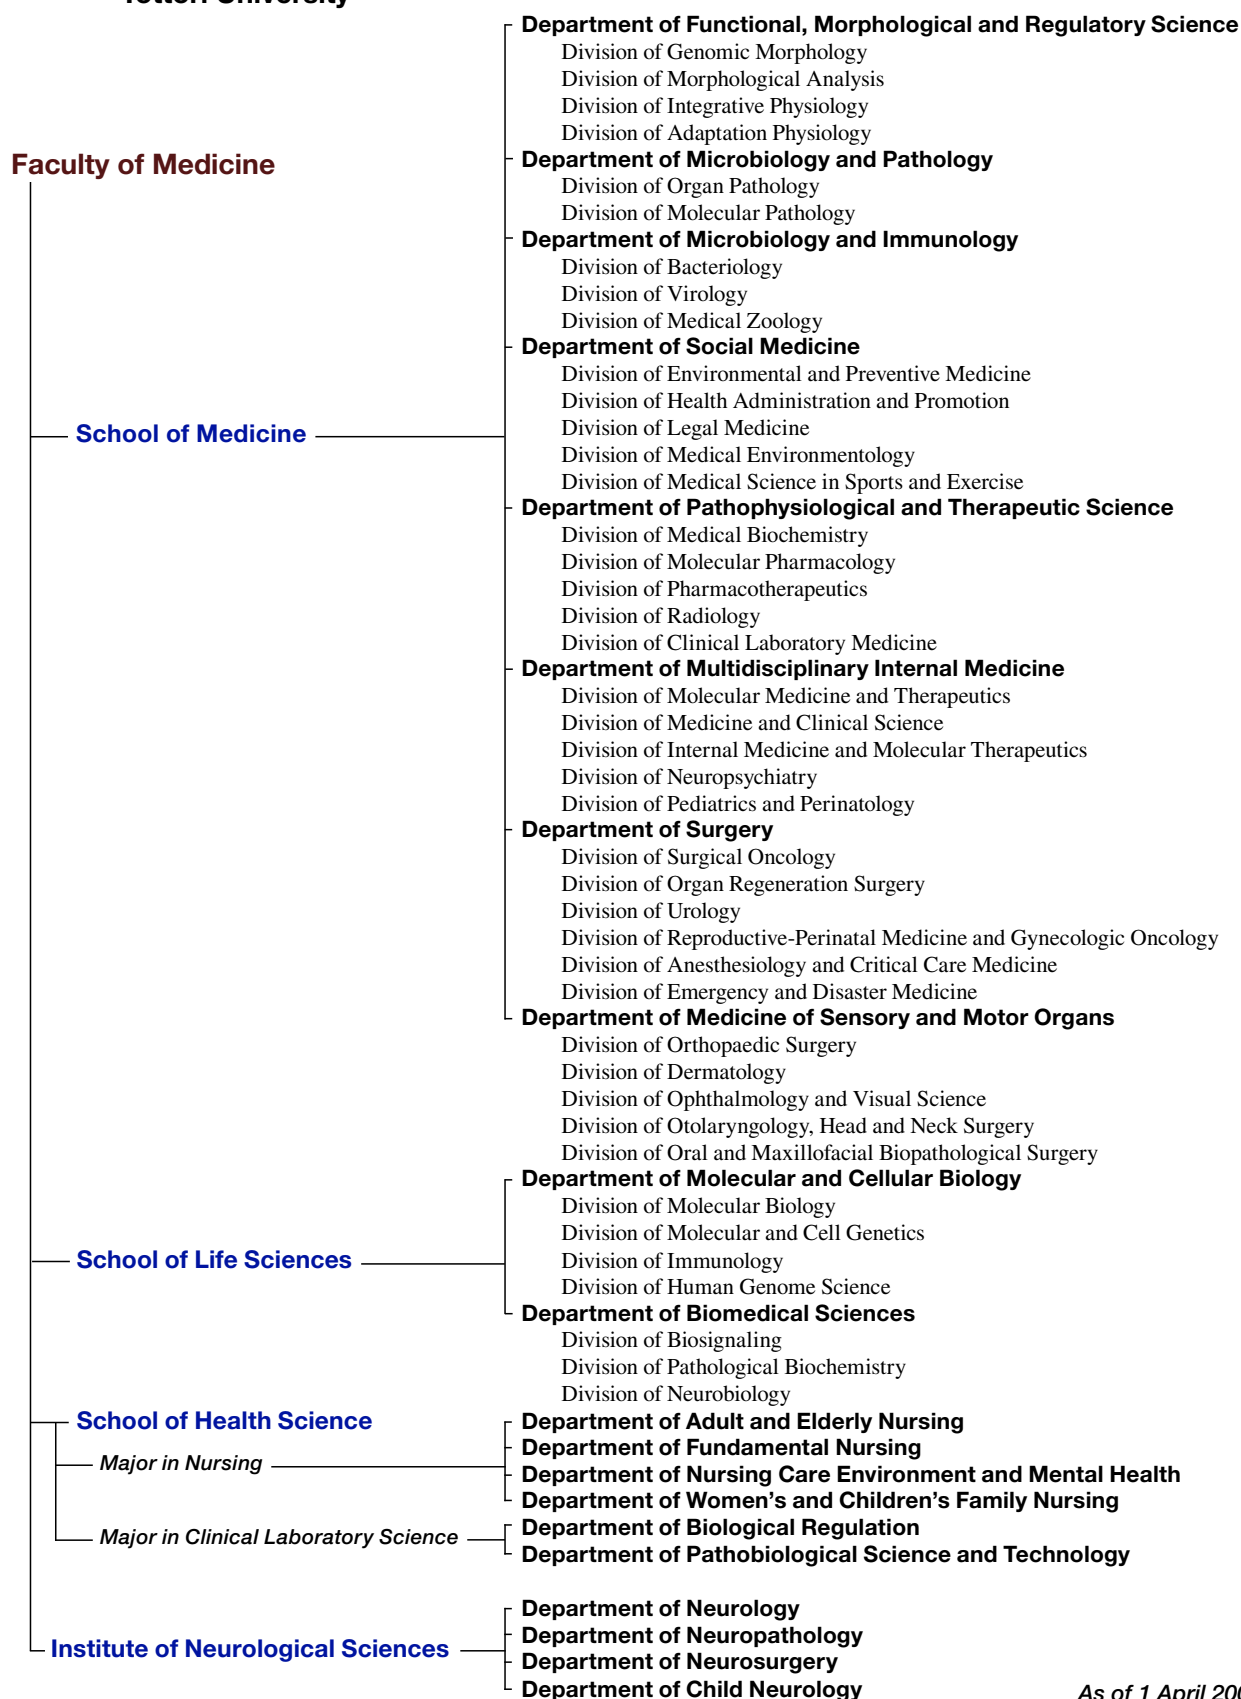 University
Department of Functional, Morphological and Regulatory Science
Division of Genomic Morphology
Division of Morphological Analysis
Division of Integrative Physiology
Division of Adaptation Physiology
Faculty of Medicine
Department of Microbiology and Pathology
Division of Organ Pathology
Division of Molecular Pathology
Department of Microbiology and Immunology
Division of Bacteriology
Division of Virology
Division of Medical Zoology
Department of Social Medicine
Division of Environmental and Preventive Medicine
Division of Health Administration and Promotion
Division of Legal Medicine
School of Medicine
Division of Medical Environmentology
Division of Medical Science in Sports and Exercise
Department of Pathophysiological and Therapeutic Science
Division of Medical Biochemistry
Division of Molecular Pharmacology
Division of Pharmacotherapeutics
Division of Radiology
Division of Clinical Laboratory Medicine
Department of Multidisciplinary Internal Medicine
Division of Molecular Medicine and Therapeutics
Division of Medicine and Clinical Science
Division of Internal Medicine and Molecular Therapeutics
Division of Neuropsychiatry
Division of Pediatrics and Perinatology
Department of Surgery
Division of Surgical Oncology
Division of Organ Regeneration Surgery
Division of Urology
Division of Reproductive-Perinatal Medicine and Gynecologic Oncology
Division of Anesthesiology and Critical Care Medicine
Division of Emergency and Disaster Medicine
Department of Medicine of Sensory and Motor Organs
Division of Orthopaedic Surgery
Division of Dermatology
Division of Ophthalmology and Visual Science
Division of Otolaryngology, Head and Neck Surgery
Division of Oral and Maxillofacial Biopathological Surgery
Department of Molecular and Cellular Biology
Division of Molecular Biology
Division of Molecular and Cell Genetics
School of Life Sciences
Division of Immunology
Division of Human Genome Science
Department of Biomedical Sciences
Division of Biosignaling
Division of Pathological Biochemistry
Division of Neurobiology
School of Health Science
Department of Adult and Elderly Nursing
Department of Fundamental Nursing
Major in Nursing
Department of Nursing Care Environment and Mental Health
Department of Women's and Children's Family Nursing
Department of Biological Regulation
Major in Clinical Laboratory Science
Department of Pathobiological Science and Technology
Department of Neurology
Department of Neuropathology
Institute of Neurological Sciences
Department of Neurosurgery
Department of Child Neurology
As of 1 April